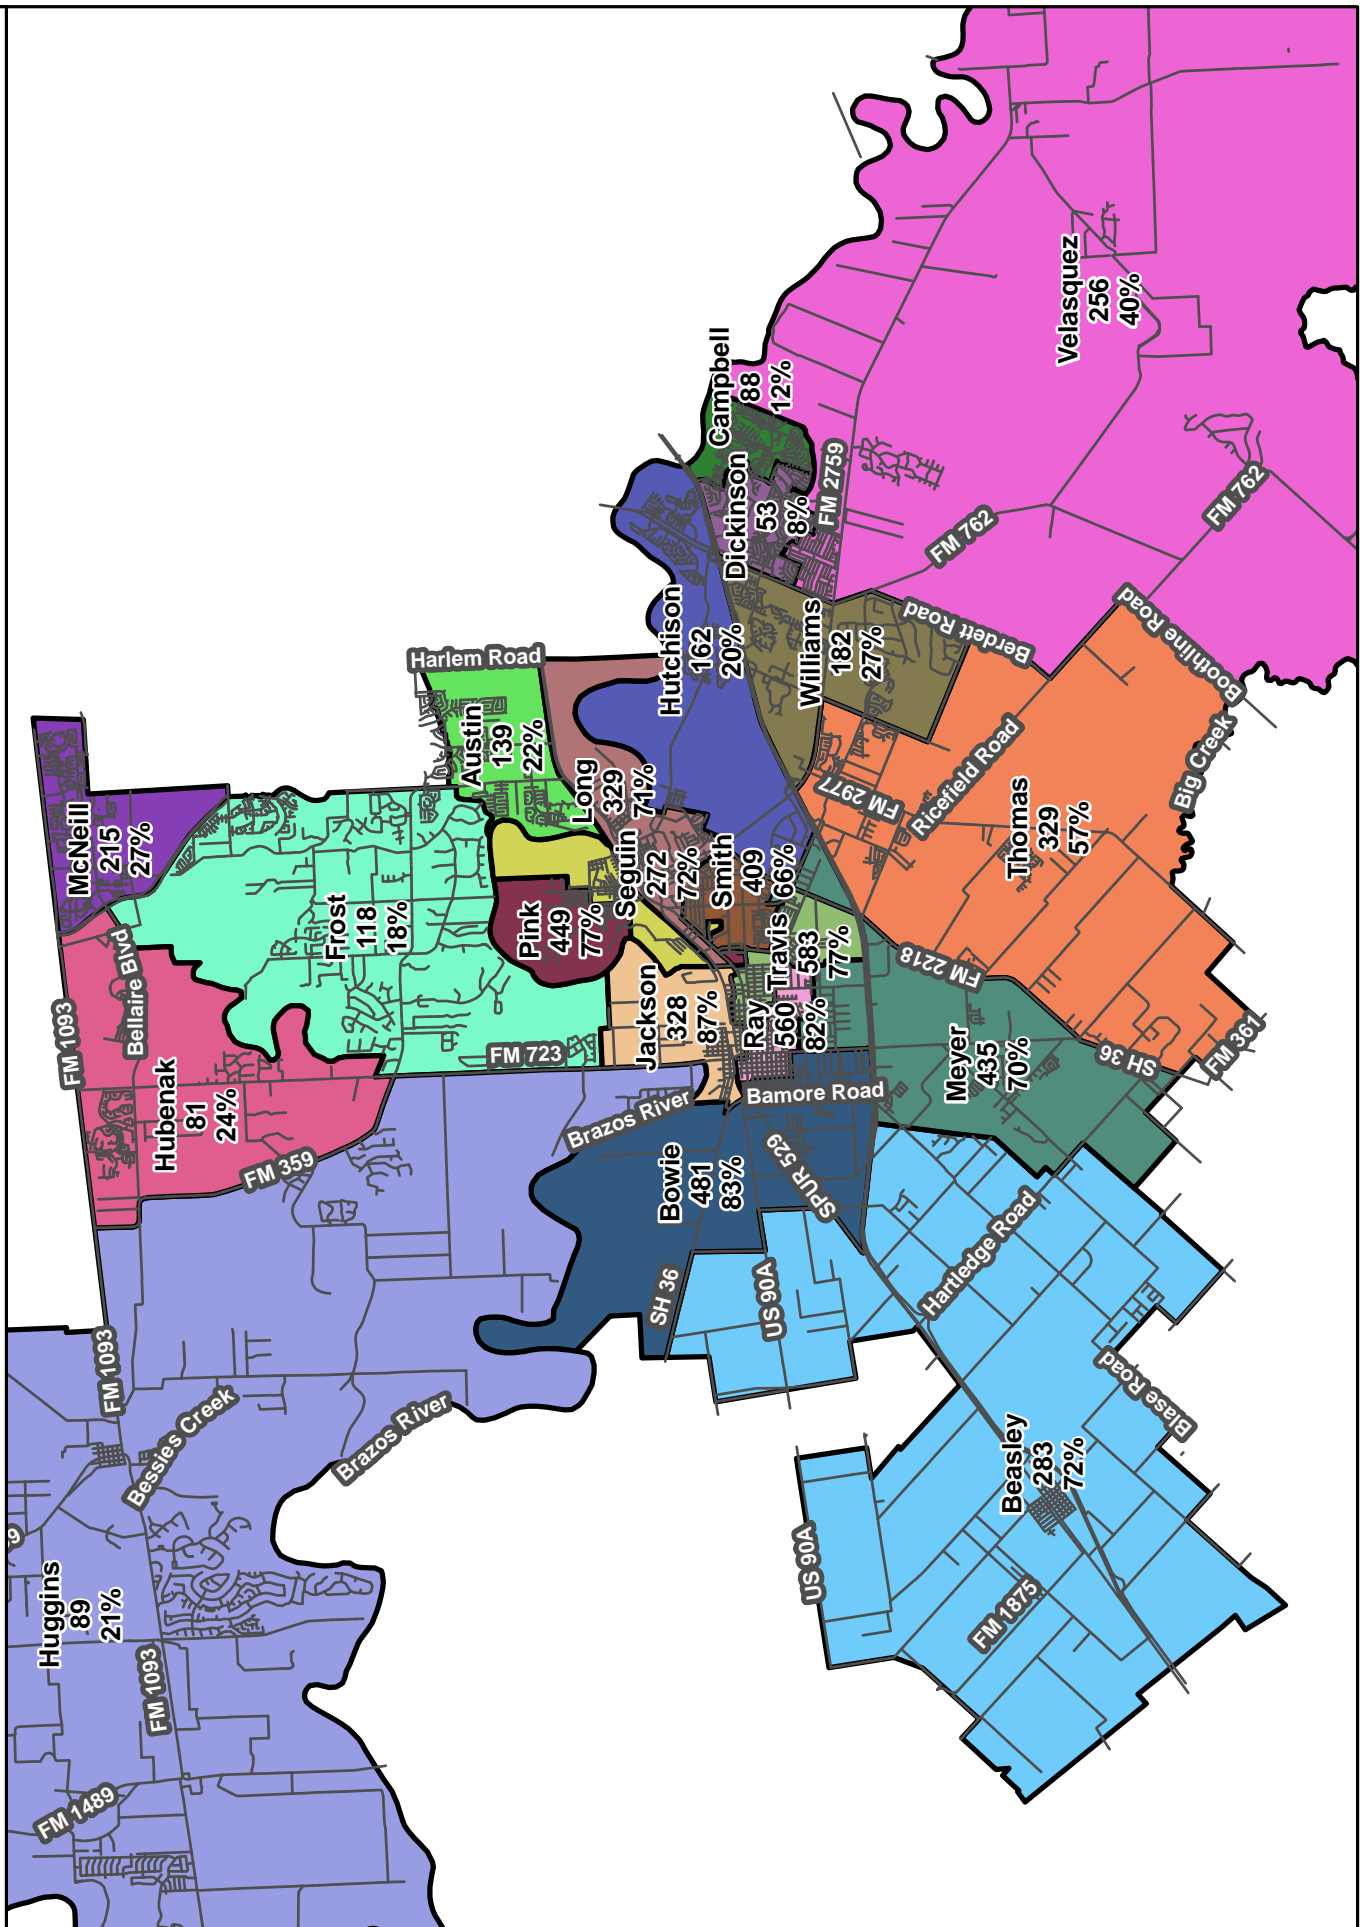 McNeill
215
27%
FM 1093
Bellaire Blvd
Hubenak
81
24%
FM 359
FM 1093
Bessies Creek
Brazos River
Huggins
89
21%
FM 1093
FM 1489
Frost
118
18%
FM 723
Harlem Road
Austin
139
22%
Long
329
71%
Pink
449
77%
Seguin
272
72%
Smith
409
66%
Jackson
328
87%
Travis
583
77%
Ray
560
82%
Brazos River
Bamore Road
Bowie
481
83%
SPUR 529
SH 36
US 90A
Hutchison
162
20%
Campbell
88
12%
Dickinson
53
8%
FM 2759
Williams
182
27%
Velasquez
256
40%
FM 762
FM 762
Berdett Road
Boothline Road
FM 2977
Ricefield Road
Thomas
329
57%
Big Creek
FM 2218
Meyer
435
70%
SH 36
FM 361
Hartledge Road
Blase Road
Beasley
283
72%
US 90A
FM 1875